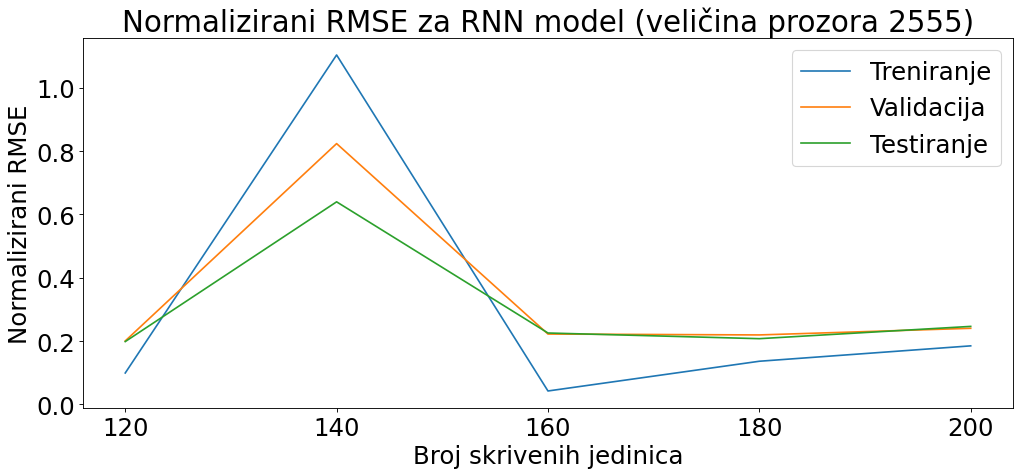 Normalizirani RMSE za RNN model (veličina prozora 2555)
Treniranje
Validacija
Testiranje
Normalizirani RMSE
1.0
0.8
0.6
0.4
0.2
0.0
120 140 160 180 200
Broj skrivenih jedinica